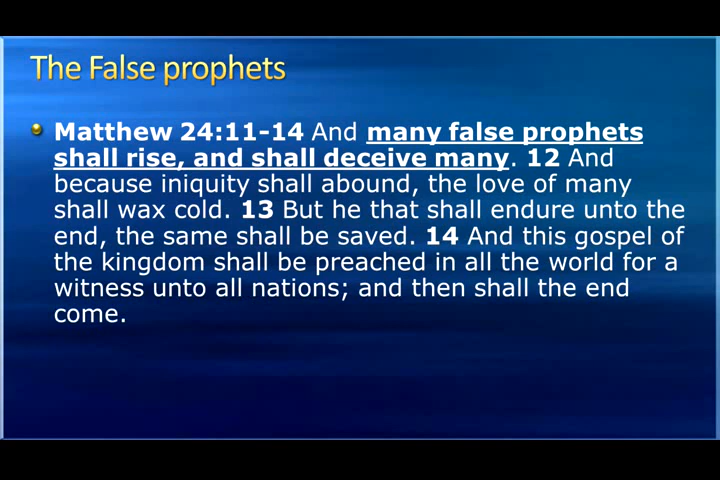 The False prophets
Matthew 24:11-14 And many false prophets
shall rise, and shall deceive many. 12 And
because iniquity shall abound, the love of many
shall wax cold. 13 But he that shall endure unto the
end, the same shall be saved. 14 And this gospel of
the kingdom shall be preached in all the world for a
witness unto all nations; and then shall the end
come.